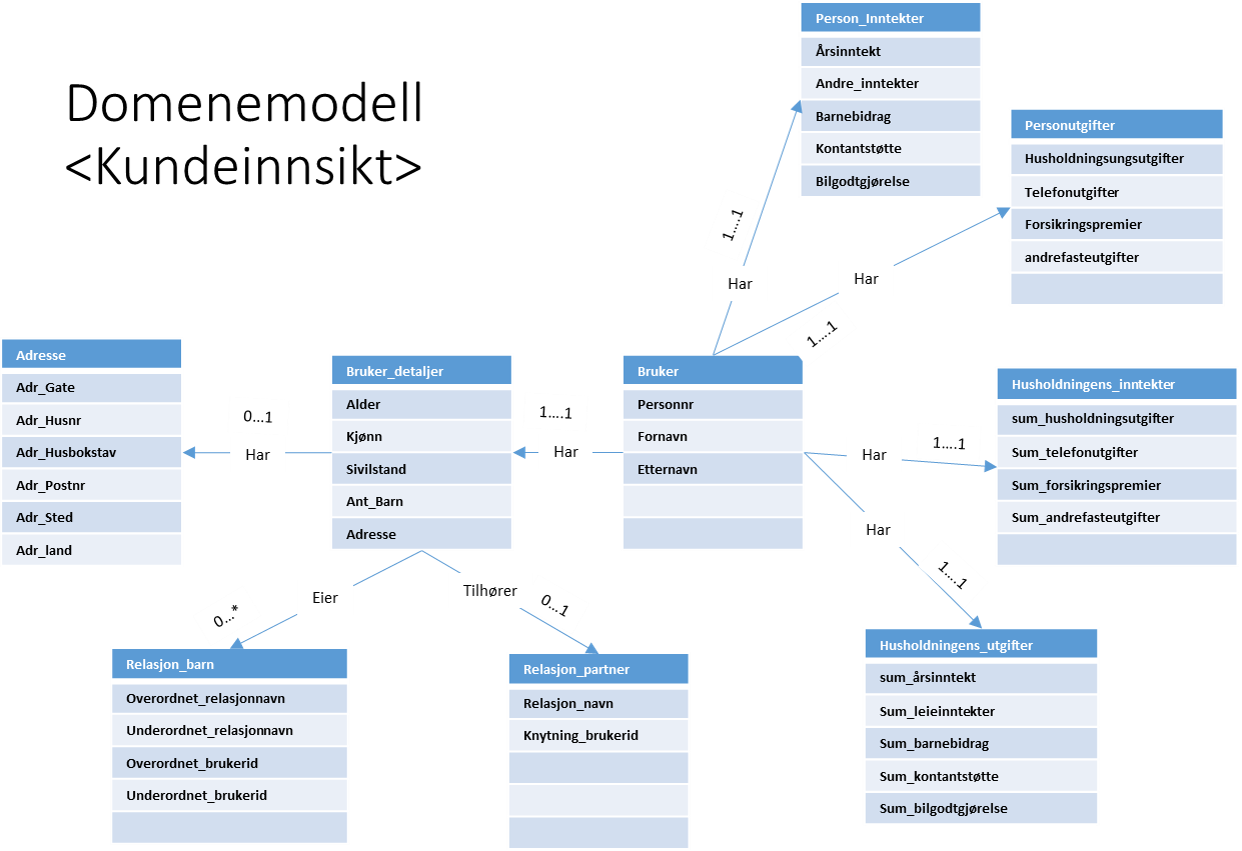 Domenemodell
<Kundeinnsikt>
Person_Inntekter
Årsinntekt
Andre_inntekter
Barnebidrag
Kontantstøtte
Bilgodtgjørelse
Personutgifter
Husholdningsungsutgifter
Telefonutgifter
Forsikringspremier
andrefasteutgifter
1....1
Har
Har
1....1
Adresse
Adr_Gate
Adr_Husnr
Adr_Husbokstav
Adr_Postnr
Adr_Sted
Adr_land
0...1
Har
Bruker_detaljer
Alder
Kjønn
Sivilstand
Ant_Barn
Adresse
1....1
Har
Bruker
Personnr
Fornavn
Etternavn
Har
1....1
Husholdningens_inntekter
sum_husholdningsutgifter
Sum_telefonutgifter
Sum_forsikringspremier
Sum_andrefasteutgifter
Har
1....1
Eier
0...*
Tilhører
0...1
Relasjon_barn
Overordnet_relasjonnavn
Underordnet_relasjonnavn
Overordnet_brukerid
Underordnet_brukerid
Relasjon_partner
Relasjon_navn
Knytning_brukerid
Husholdningens_utgifter
sum_årsinntekt
Sum_leieinntekter
Sum_barnebidrag
Sum_kontantstøtte
Sum_bilgodtgjørelse